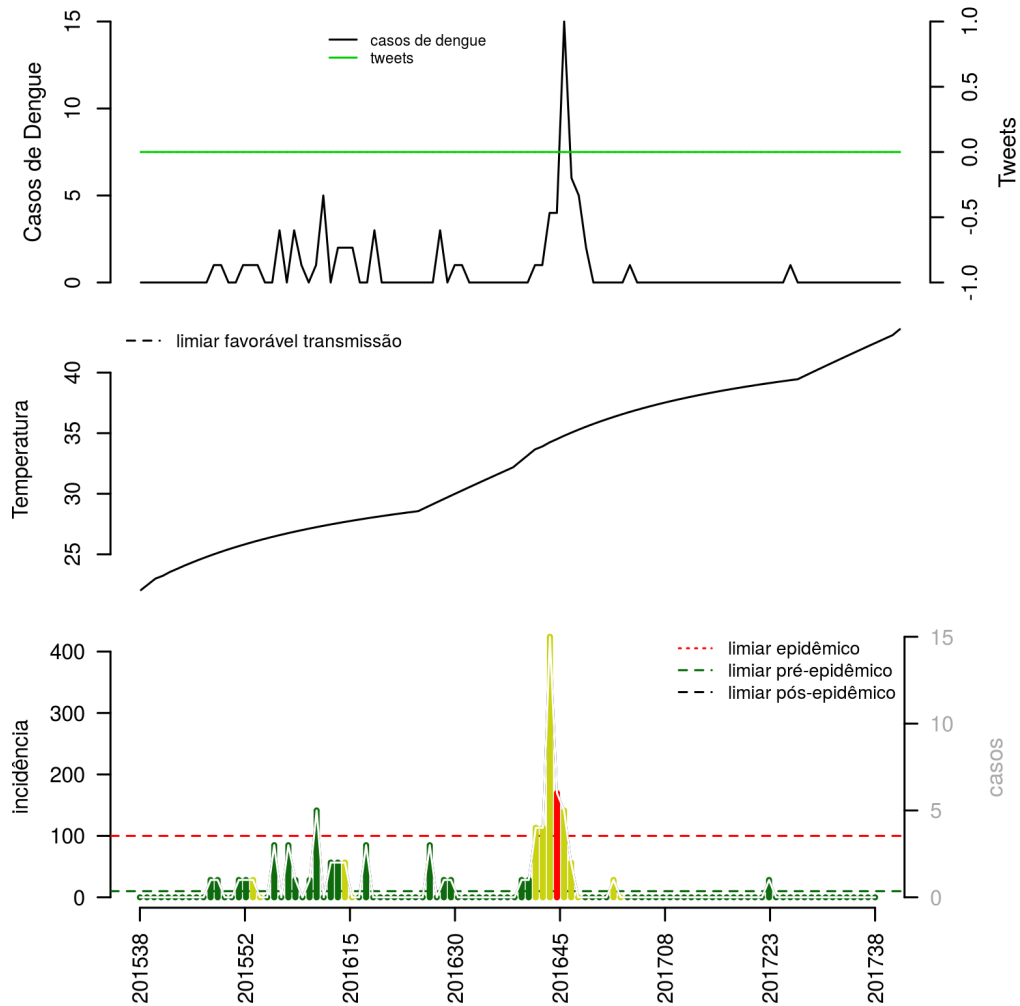 casos de dengue
tweets
Casos de Dengue
0
5
10
15
Tweets
-1.0
-0.5
0.0
0.5
1.0
limiar favorável transmissão
Temperatura
25
30
35
40
limiar epidêmico
limiar pré-epidêmico
limiar pós-epidêmico
incidência
0
100
200
300
400
casos
0
5
10
15
201538
201552
201615
201630
201645
201708
201723
201738